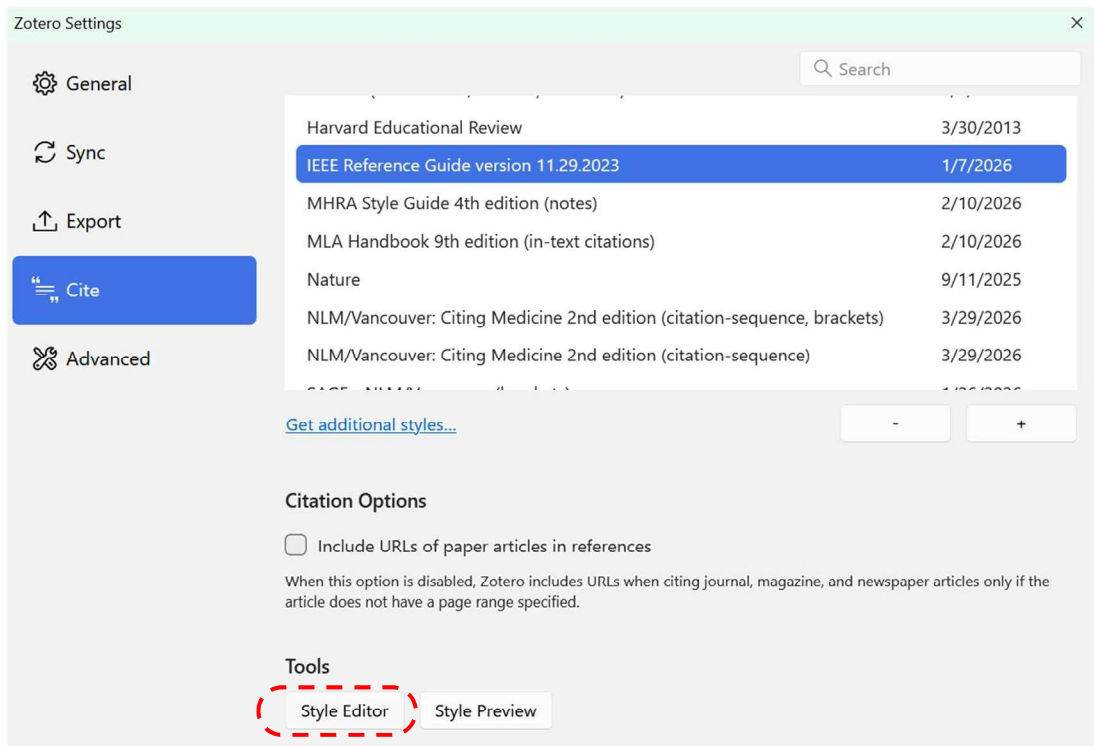 Zotero Settings
Search
General
Sync
Export
Cite
Advanced
Harvard Educational Review 3/30/2013
IEEE Reference Guide version 11.29.2023 1/7/2026
MHRA Style Guide 4th edition (notes) 2/10/2026
MLA Handbook 9th edition (in-text citations) 2/10/2026
Nature 9/11/2025
NLM/Vancouver: Citing Medicine 2nd edition (citation-sequence, brackets) 3/29/2026
NLM/Vancouver: Citing Medicine 2nd edition (citation-sequence) 3/29/2026
Get additional styles...
- +
Citation Options
Include URLs of paper articles in references
When this option is disabled, Zotero includes URLs when citing journal, magazine, and newspaper articles only if the
article does not have a page range specified.
Tools
Style Editor Style Preview